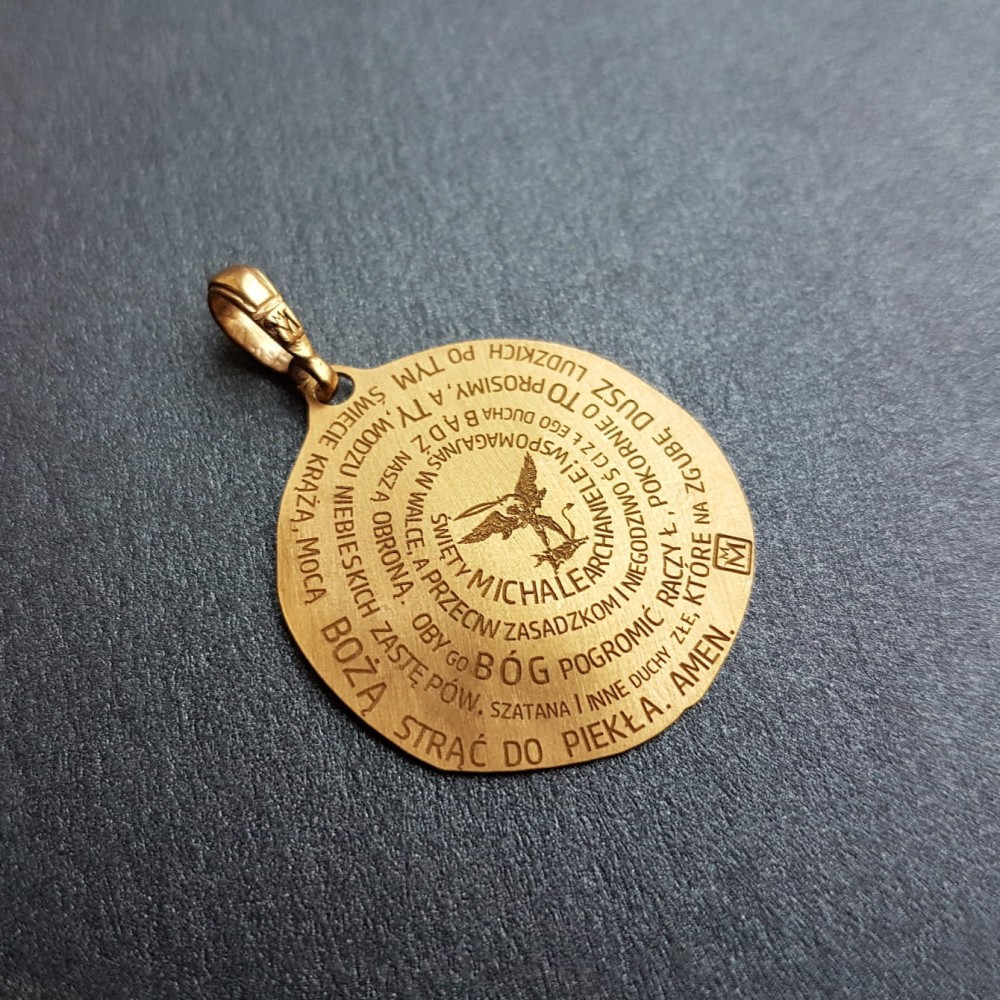 ŚWIĘTY MICHALE ARCHANIELE! WSPOMAGAJ NAS W WALCE, A PRZECIW ZASADZKOM I NIEGODZIWOŚCI ZŁEGO DUCHA BĄDŹ NASZĄ OBRONĄ. OBY GO BÓG POGROMIĆ RACZYŁ, POKORNIE O TO PROSIMY, A TY, WODZU NIEBIESKICH ZASTĘPÓW, SZATANA I INNE DUCHY ZŁE, KTÓRE NA ZGUBĘ DUSZ LUDZKICH PO TYM ŚWIECIE KRĄŻĄ, MOCĄ BOŻĄ STRĄĆ DO PIEKŁA. AMEN.
M